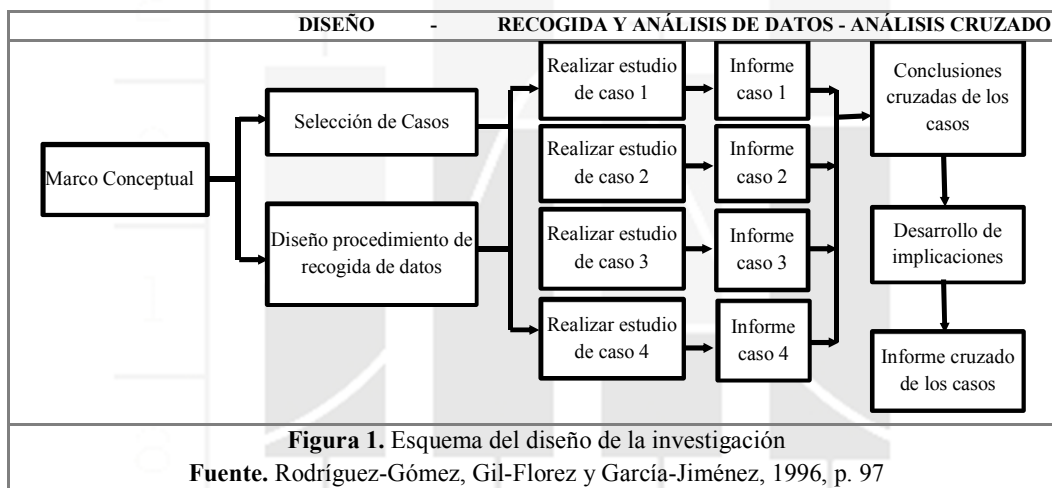 DISEÑO - RECOGIDA Y ANÁLISIS DE DATOS - ANÁLISIS CRUZADO
Marco Conceptual
Selección de Casos
Diseño procedimiento de
recogida de datos
Realizar estudio
de caso 1
Informe
caso 1
Realizar estudio
de caso 2
Informe
caso 2
Realizar estudio
de caso 3
Informe
caso 3
Realizar estudio
de caso 4
Informe
caso 4
Conclusiones
cruzadas de los
casos
Desarrollo de
implicaciones
Informe cruzado
de los casos
Figura 1. Esquema del diseño de la investigación
Fuente. Rodríguez-Gómez, Gil-Florez y García-Jiménez, 1996, p. 97